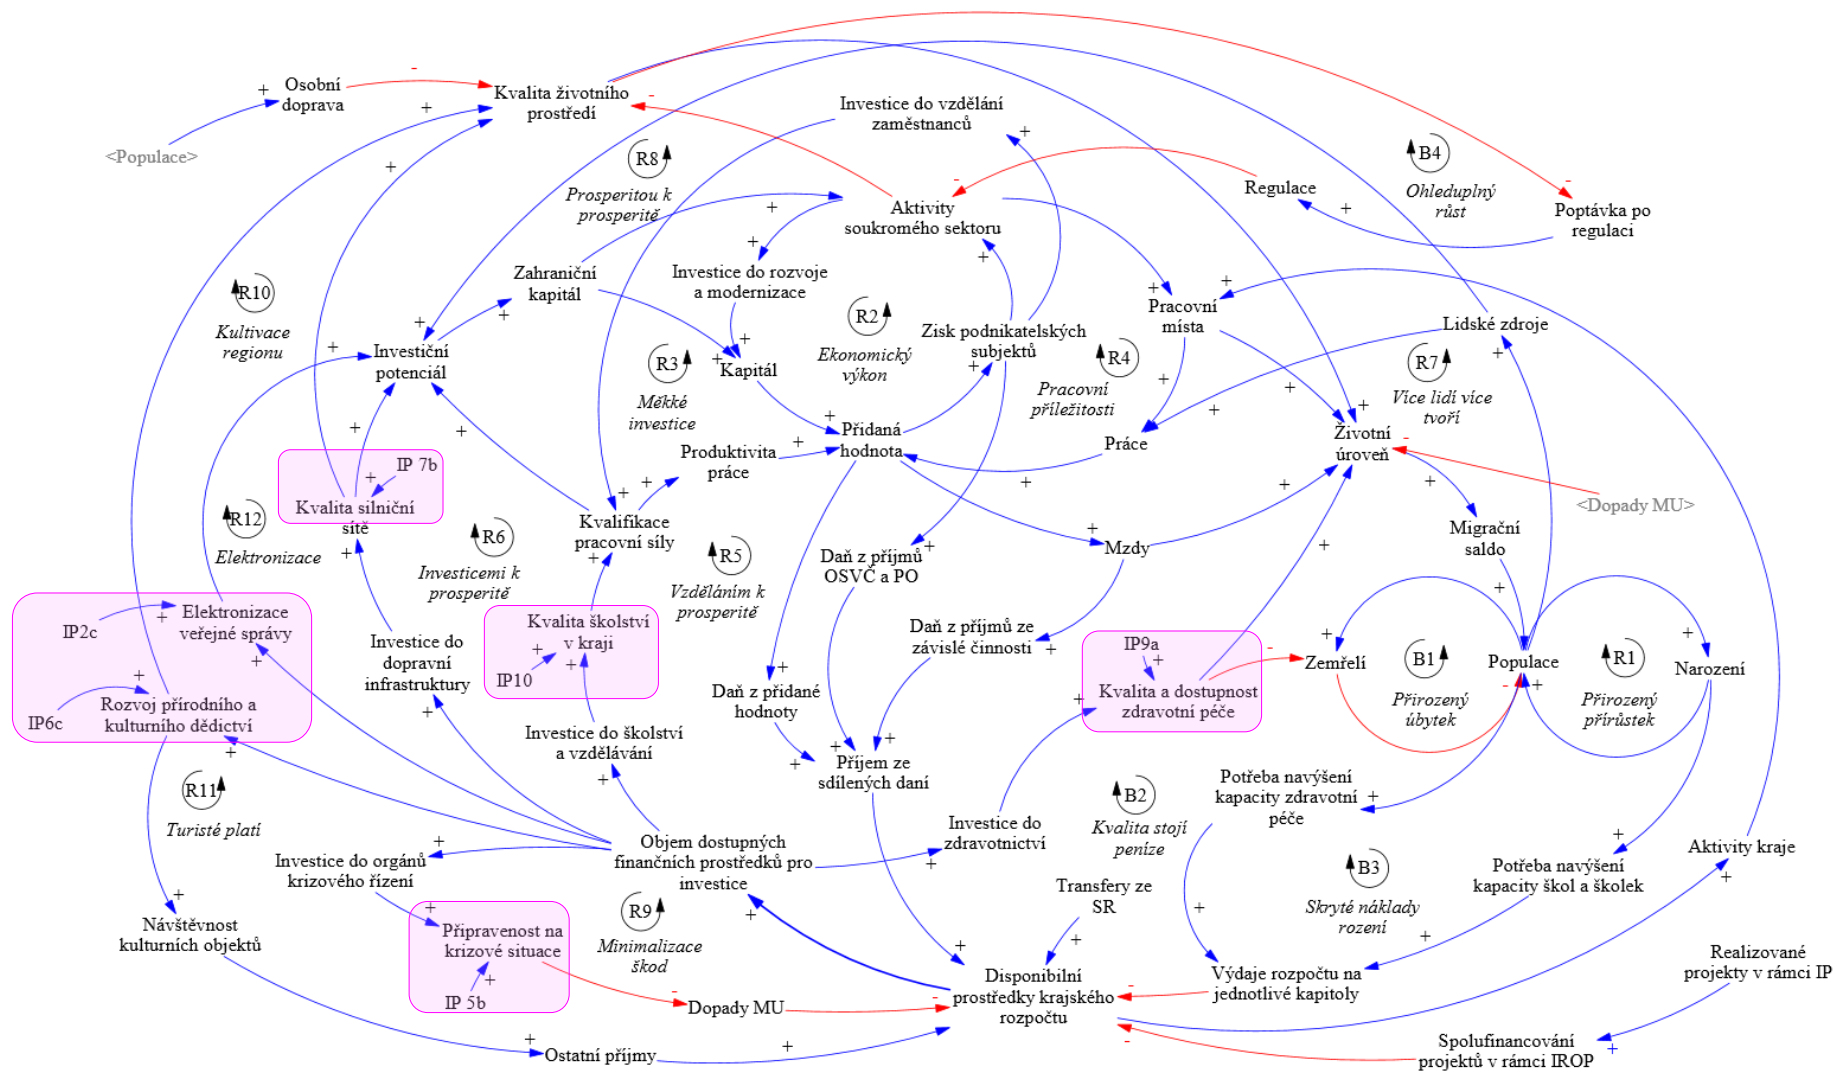 Osobní
doprava
Kvalita životního
prostředí
Investice do vzdělání
zaměstnanců
<Populace>
R8
Prosperitou k
prosperitě
B4
Ohleduplný
růst
Regulace
Poptávka po
regulaci
Aktivity
soukromého sektoru
R10
Kultivace
regionu
Zahraniční
kapitál
Investice do rozvoje
a modernizace
R2
Ekonomický
výkon
Zisk podnikatelských
subjektů
Pracovní
místa
Lidské zdroje
Investiční
potenciál
R3
Měkké
investice
Kapitál
R4
Pracovní
příležitosti
R7
Více lidí více
tvoří
Přidaná
hodnota
Produktivita
práce
Práce
Životní
úroveň
IP 7b
Kvalita silniční
sítě
<Dopady MU>
R12
Elektronizace
R6
Investicemi k
prosperitě
Kvalifikace
pracovní síly
R5
Vzděláním k
prosperitě
Daň z příjmů
OSVČ a PO
Mzdy
Migrační
saldo
IP2c
Elektronizace
veřejné správy
IP6c
Rozvoj přírodního a
kulturního dědictví
Investice do
dopravní
infrastruktury
Kvalita školství
v kraji
IP10
Daň z příjmů ze
závislé činnosti
IP9a
Kvalita a dostupnost
zdravotní péče
Zemřelí
B1
Přirozený
úbytek
Populace
R1
Přirozený
přírůstek
Narození
Daň z přidané
hodnoty
Investice do školství
a vzdělávání
Příjem ze
sdílených daní
R11
Turisté platí
Potřeba navýšení
kapacity zdravotní
péče
B2
Kvalita stojí
peníze
Investice do
zdravotnictví
Objem dostupných
finančních prostředků pro
investice
Investice do orgánů
krizového řízení
Aktivity kraje
Potřeba navýšení
kapacity škol a školek
B3
Skryté náklady
rození
Transfery ze
SR
R9
Minimalizace
škod
Návštěvnost
kulturních objektů
Připravenost na
krizové situace
IP 5b
Dopady MU
Disponibilní
prostředky krajského
rozpočtu
Výdaje rozpočtu na
jednotlivé kapitoly
Realizované
projekty v rámci IP
Ostatní příjmy
Spolufinancování
projektů v rámci IROP